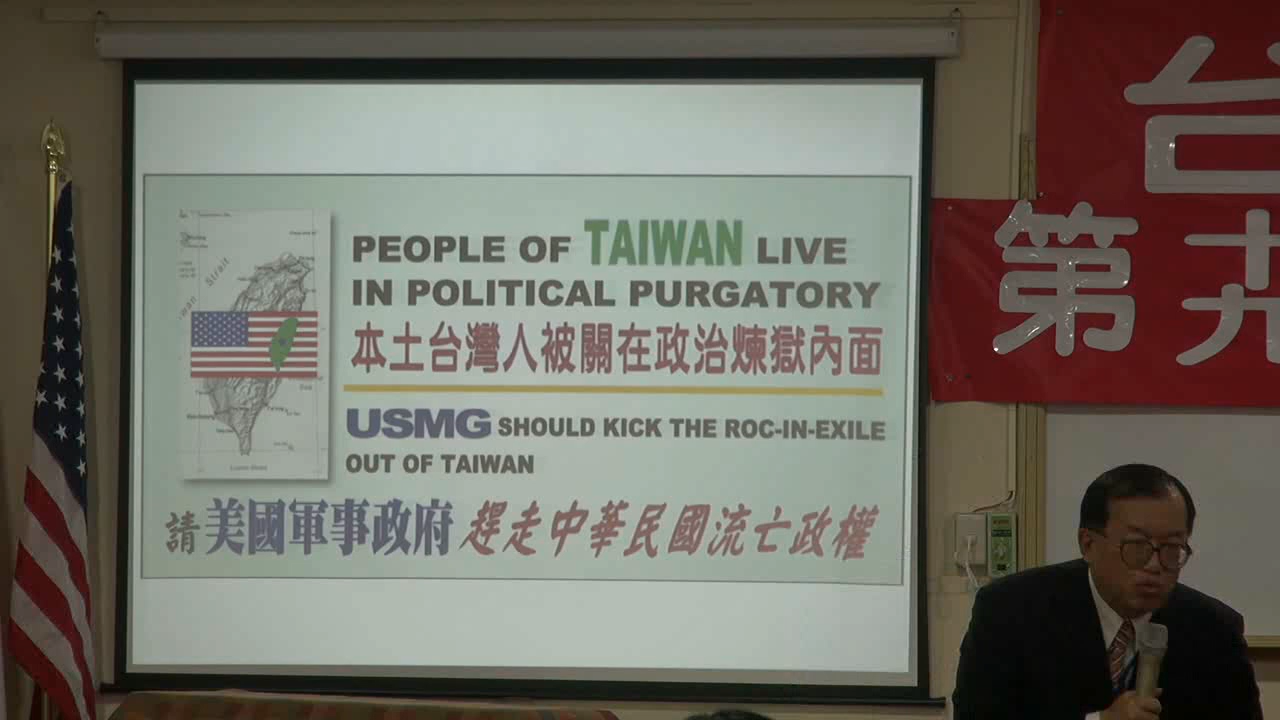 PEOPLE OF TAIWAN LIVE
IN POLITICAL PURGATORY
本土台灣人被關在政治煉獄內面
USMG SHOULD KICK THE ROC-IN-EXILE
OUT OF TAIWAN
請美國軍事政府趕走中華民國流亡政權
Strait
台
第